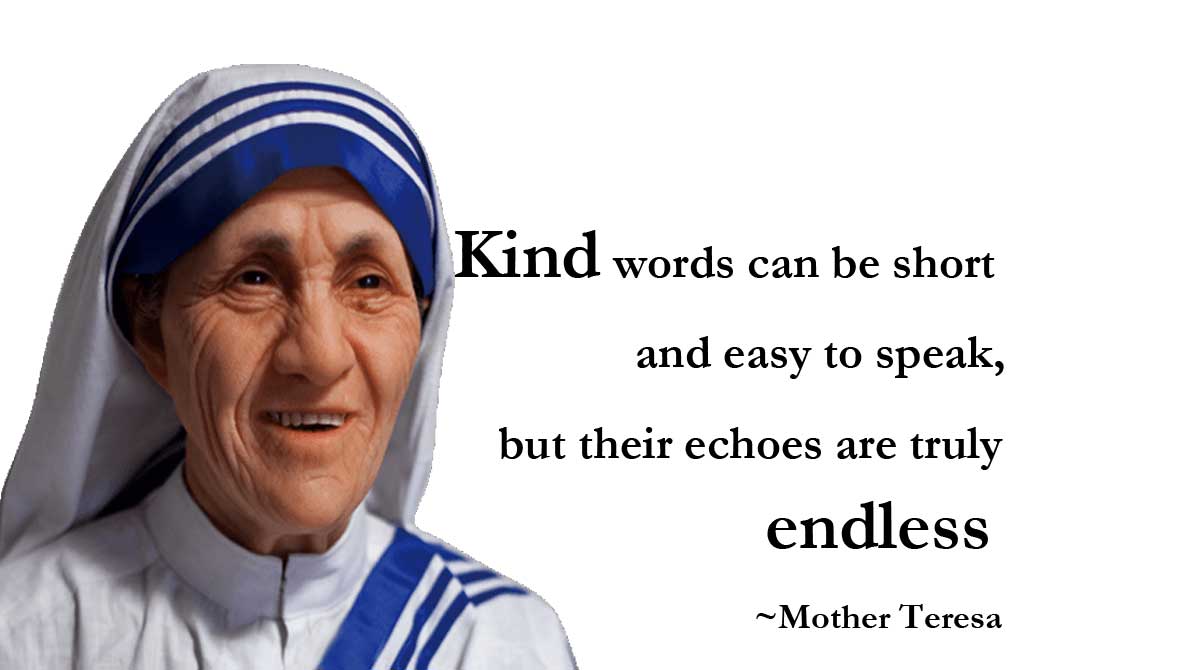 Kind words can be short
and easy to speak,
but their echoes are truly
endless
~Mother Teresa